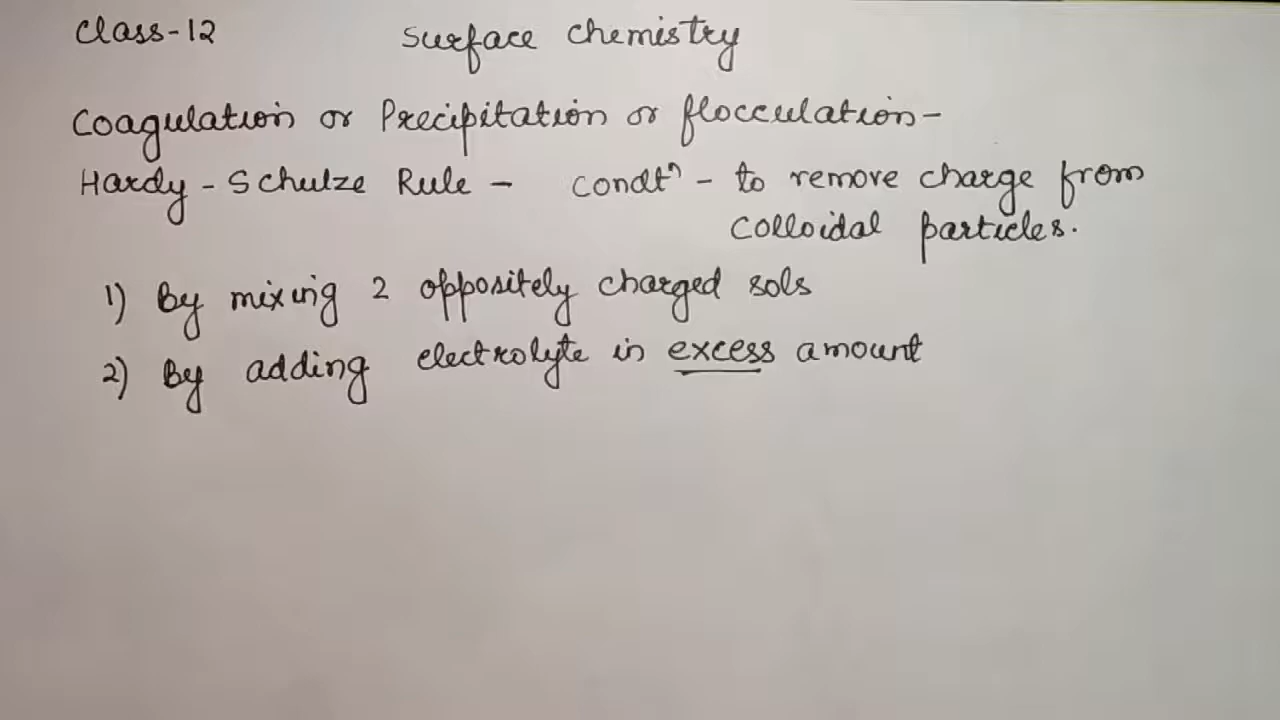 Class-12 Surface chemistry
Coagulation or Precipitation or flocculation-
Hardy-Schulze Rule - condtⁿ - to remove charge from
colloidal particles.
1) By mixing 2 oppositely charged sols
2) By adding electrolyte in excess amount